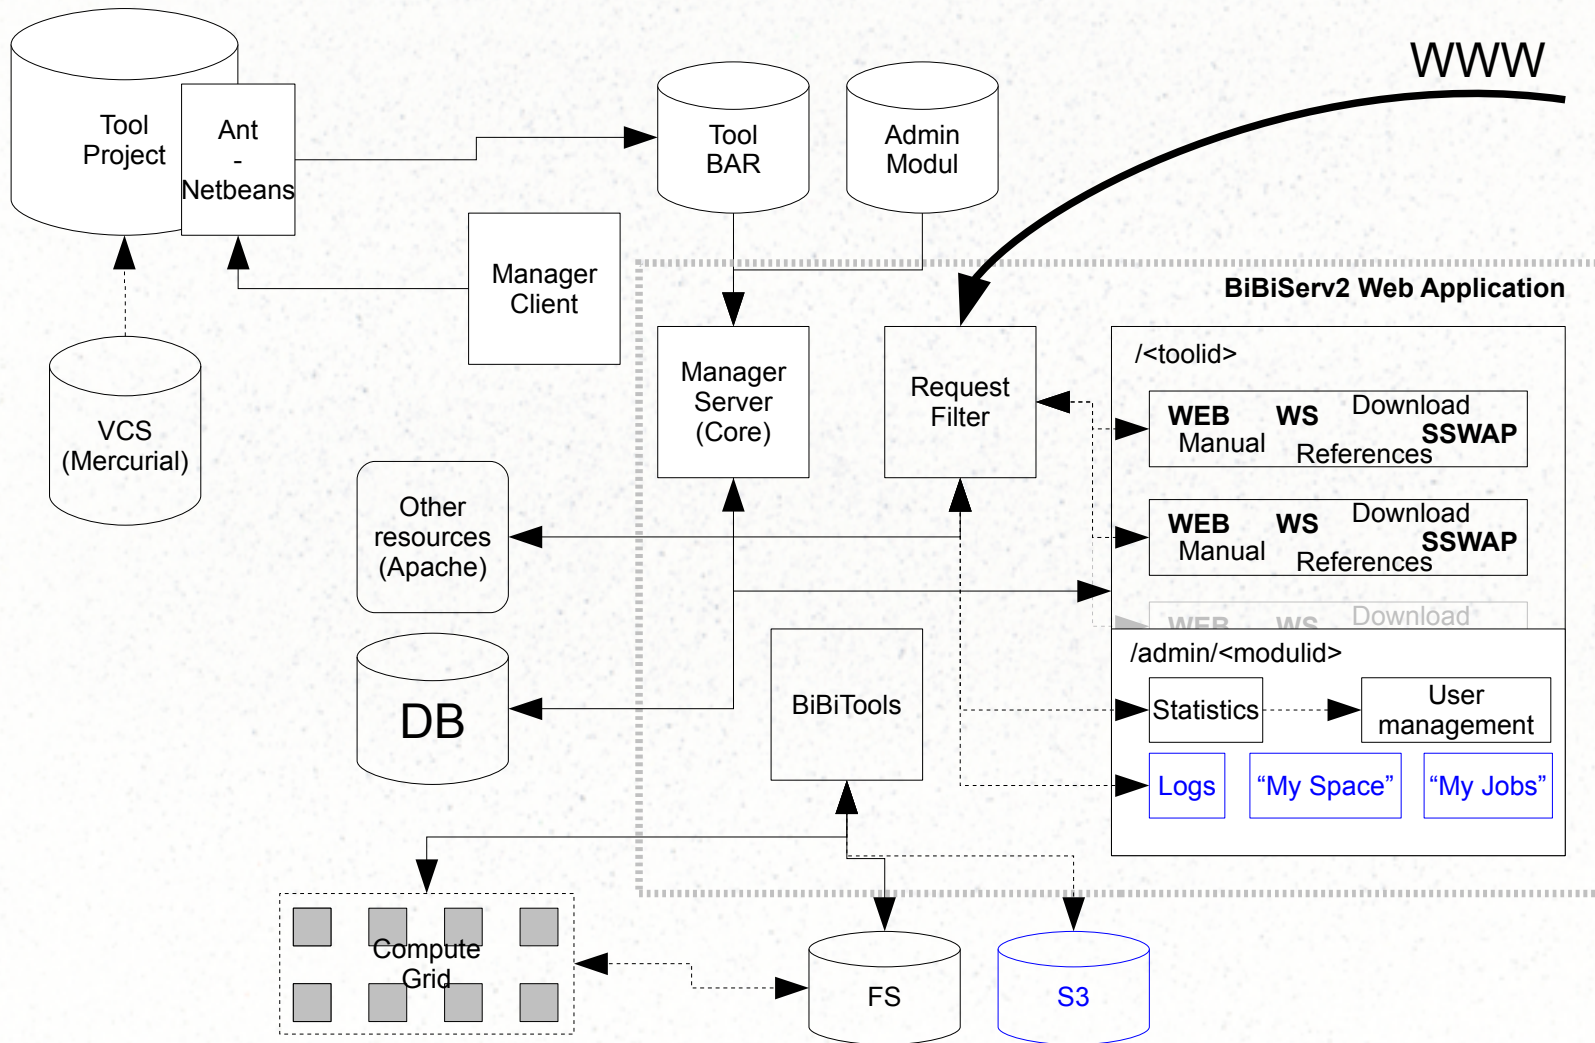 WWW
Tool
Project
Ant
-
Netbeans
Tool
BAR
Admin
Modul
Manager
Client
BiBiServ2 Web Application
VCS
(Mercurial)
Manager
Server
(Core)
Request
Filter
/<toolid>
WEB WS Download
Manual References SSWAP
Other
resources
(Apache)
WEB WS Download
Manual References SSWAP
WEB WS Download
DB
BiBiTools
/admin/<modulid>
Statistics
User
management
Logs
“My Space”
“My Jobs”
Compute
Grid
FS
S3